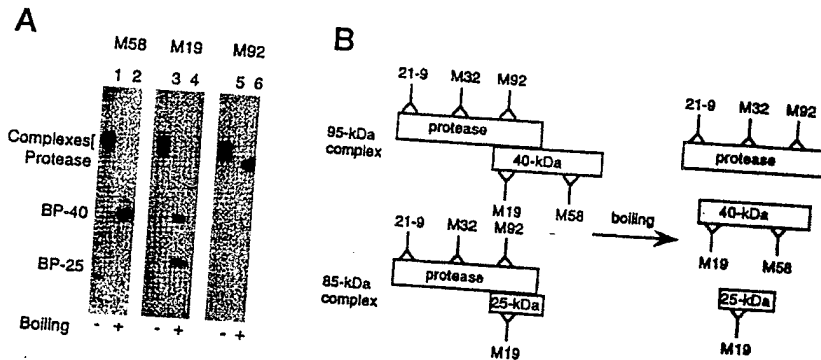 A
M58 M19 M92
1 2 3 4 5 6
Complexes[
Protease
BP-40
BP-25
Boiling - + - + - +
B
21-9 M32 M92
95-kDa
complex
protease
40-kDa
M19 M58
21-9 M32 M92
85-kDa
complex
protease
25-kDa
M19
boiling
21-9 M32 M92
protease
40-kDa
M19 M58
25-kDa
M19